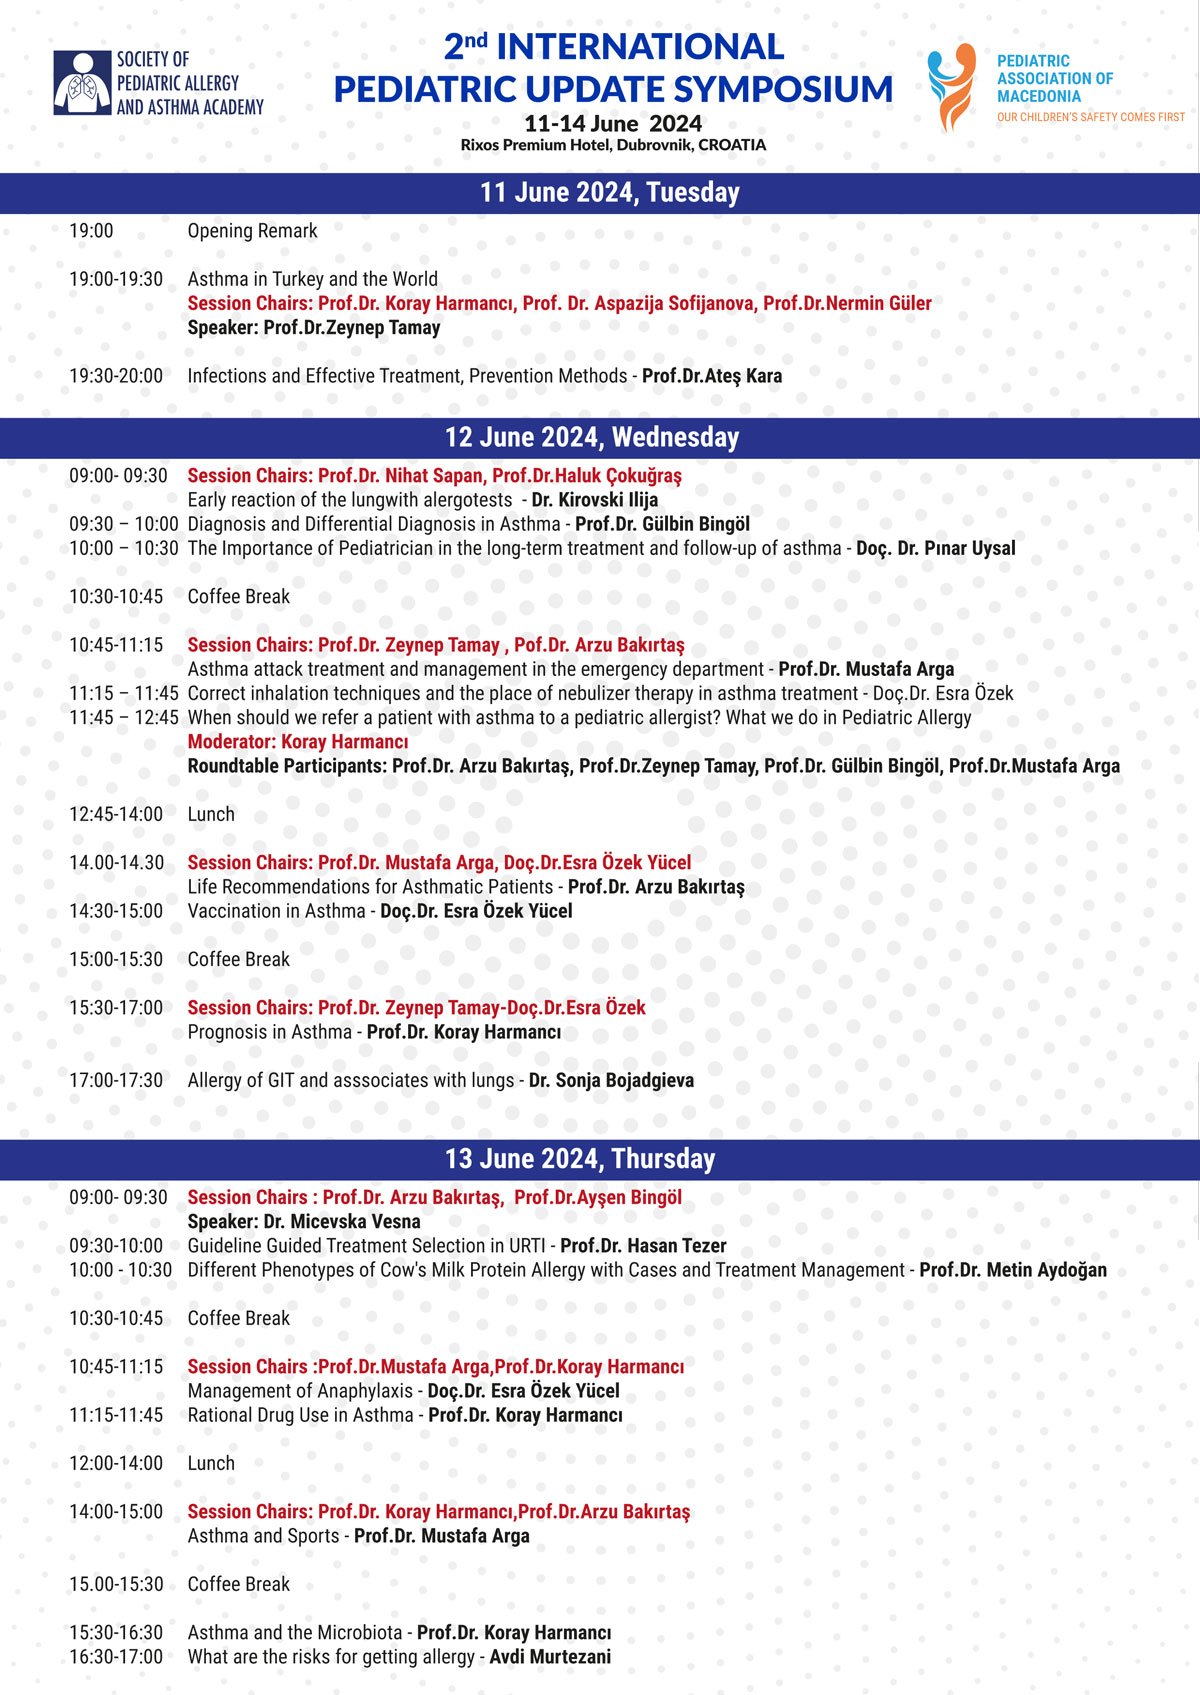 SOCIETY OF
PEDIATRIC ALLERGY
AND ASTHMA ACADEMY
2nd INTERNATIONAL
PEDIATRIC UPDATE SYMPOSIUM
11-14 June 2024
Rixos Premium Hotel, Dubrovnik, CROATIA
PEDIATRIC
ASSOCIATION OF
MACEDONIA
OUR CHILDREN'S SAFETY COMES FIRST
11 June 2024, Tuesday
19:00 Opening Remark
19:00-19:30 Asthma in Turkey and the World
Session Chairs: Prof.Dr. Koray Harmancı, Prof. Dr. Aspazija Sofijanova, Prof.Dr.Nermin Güler
Speaker: Prof.Dr.Zeynep Tamay
19:30-20:00 Infections and Effective Treatment, Prevention Methods - Prof.Dr.Ateş Kara
12 June 2024, Wednesday
09:00- 09:30 Session Chairs: Prof.Dr. Nihat Sapan, Prof.Dr.Haluk Çokuğraş
Early reaction of the lungwith alergotests - Dr. Kirovski Ilija
09:30 – 10:00 Diagnosis and Differential Diagnosis in Asthma - Prof.Dr. Gülbin Bingöl
10:00 – 10:30 The Importance of Pediatrician in the long-term treatment and follow-up of asthma - Doç. Dr. Pınar Uysal
10:30-10:45 Coffee Break
10:45-11:15 Session Chairs: Prof.Dr. Zeynep Tamay , Pof.Dr. Arzu Bakırtaş
Asthma attack treatment and management in the emergency department - Prof.Dr. Mustafa Arga
11:15 – 11:45 Correct inhalation techniques and the place of nebulizer therapy in asthma treatment - Doç.Dr. Esra Özek
11:45 – 12:45 When should we refer a patient with asthma to a pediatric allergist? What we do in Pediatric Allergy
Moderator: Koray Harmancı
Roundtable Participants: Prof.Dr. Arzu Bakırtaş, Prof.Dr.Zeynep Tamay, Prof.Dr. Gülbin Bingöl, Prof.Dr.Mustafa Arga
12:45-14:00 Lunch
14.00-14.30 Session Chairs: Prof.Dr. Mustafa Arga, Doç.Dr.Esra Özek Yücel
Life Recommendations for Asthmatic Patients - Prof.Dr. Arzu Bakırtaş
14:30-15:00 Vaccination in Asthma - Doç.Dr. Esra Özek Yücel
15:00-15:30 Coffee Break
15:30-17:00 Session Chairs: Prof.Dr. Zeynep Tamay-Doç.Dr.Esra Özek
Prognosis in Asthma - Prof.Dr. Koray Harmancı
17:00-17:30 Allergy of GIT and asssociates with lungs - Dr. Sonja Bojadgieva
13 June 2024, Thursday
09:00- 09:30 Session Chairs : Prof.Dr. Arzu Bakırtaş, Prof.Dr.Ayşen Bingöl
Speaker: Dr. Micevska Vesna
09:30-10:00 Guideline Guided Treatment Selection in URTI - Prof.Dr. Hasan Tezer
10:00 - 10:30 Different Phenotypes of Cow's Milk Protein Allergy with Cases and Treatment Management - Prof.Dr. Metin Aydoğan
10:30-10:45 Coffee Break
10:45-11:15 Session Chairs :Prof.Dr.Mustafa Arga,Prof.Dr.Koray Harmancı
Management of Anaphylaxis - Doç.Dr. Esra Özek Yücel
11:15-11:45 Rational Drug Use in Asthma - Prof.Dr. Koray Harmancı
12:00-14:00 Lunch
14:00-15:00 Session Chairs: Prof.Dr. Koray Harmancı,Prof.Dr.Arzu Bakırtaş
Asthma and Sports - Prof.Dr. Mustafa Arga
15.00-15:30 Coffee Break
15:30-16:30 Asthma and the Microbiota - Prof.Dr. Koray Harmancı
16:30-17:00 What are the risks for getting allergy - Avdi Murtezani